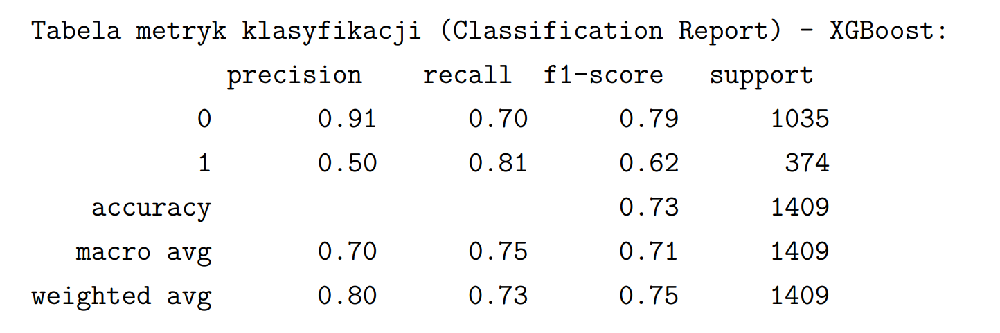 Tabela metryk klasyfikacji (Classification Report) - XGBoost:
precision recall f1-score support
0 0.91 0.70 0.79 1035
1 0.50 0.81 0.62 374
accuracy 0.73 1409
macro avg 0.70 0.75 0.71 1409
weighted avg 0.80 0.73 0.75 1409